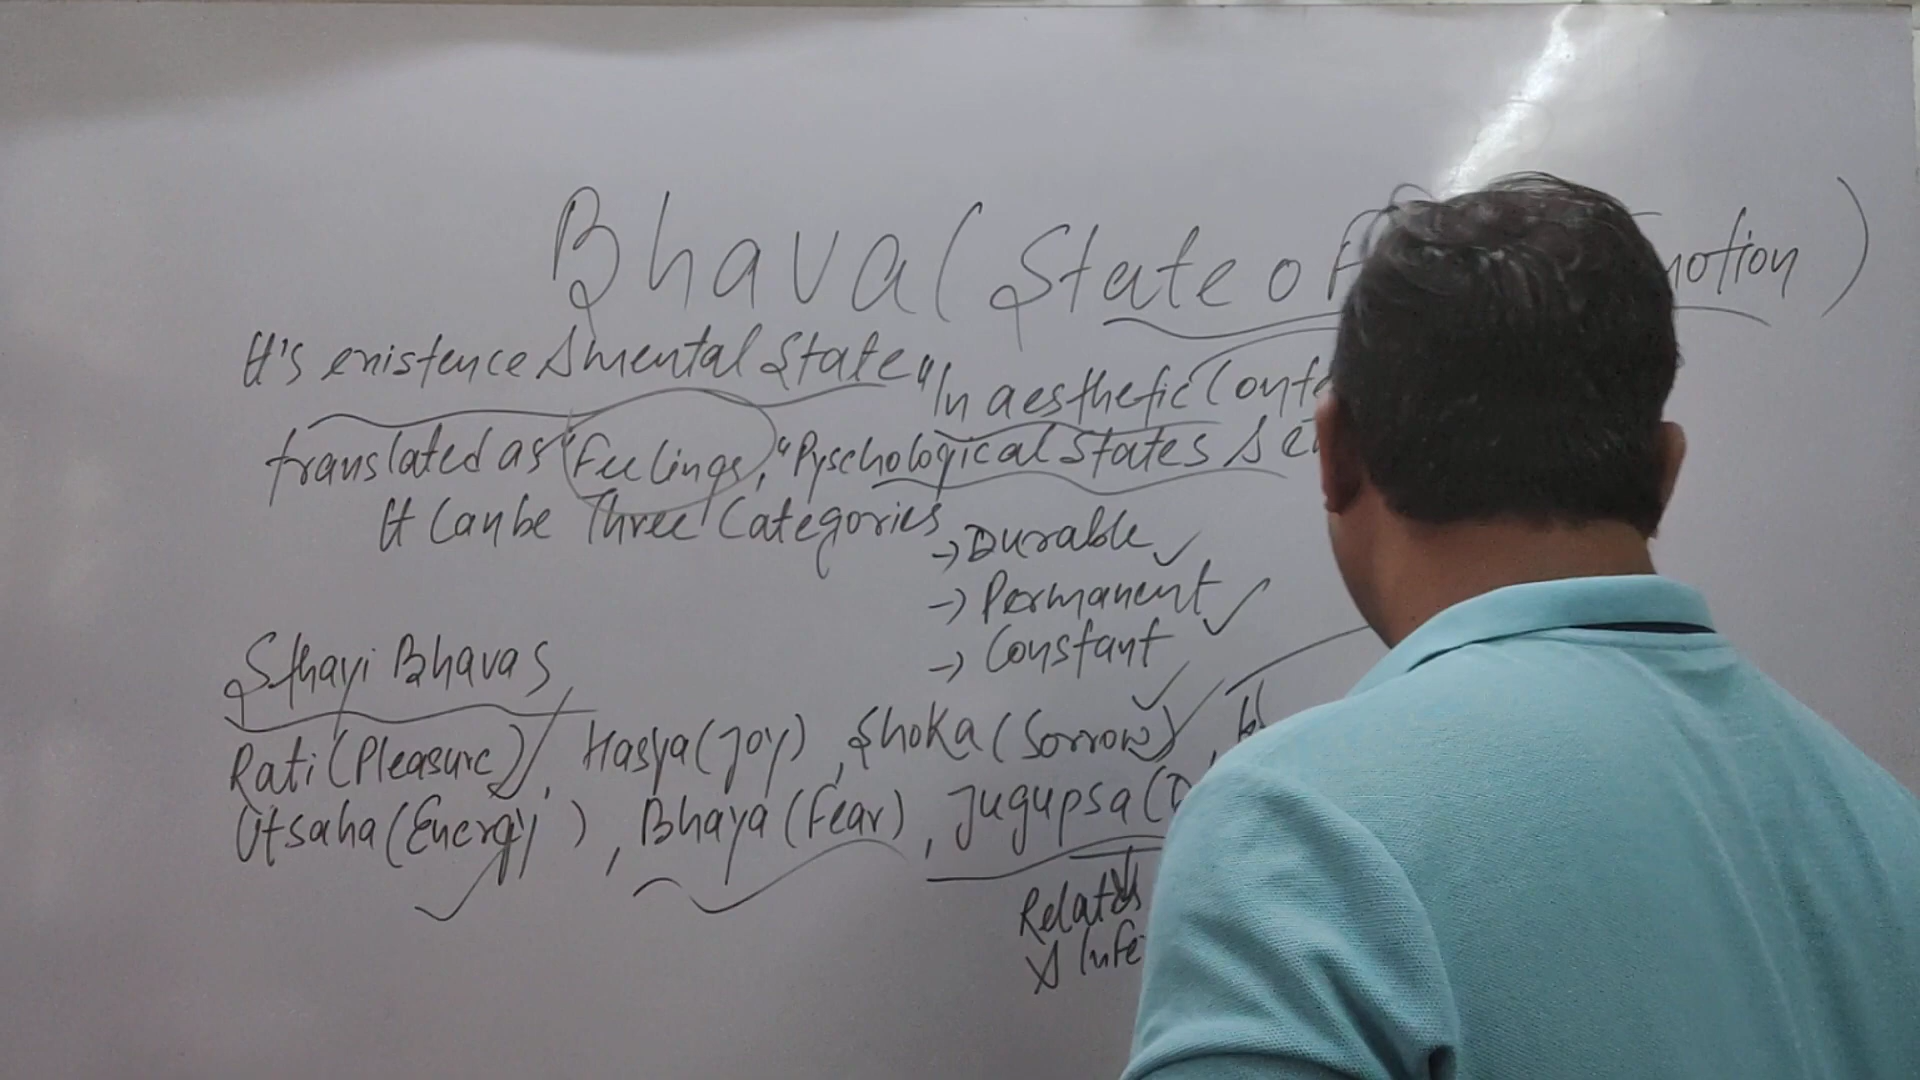 Bhava (State of
It's existence & mental State "In aesthetic
translated as "Feelings, "Pyschological States &
It Can be Three Categories
→ Durable
→ Permanent
→ Constant
Sthayi Bhavas
Rati (Pleasure), Hasya (Joy), Shoka (Sorrow),
Utsaha (Energy), Bhaya (Fear), Jugupsa (
Related
&